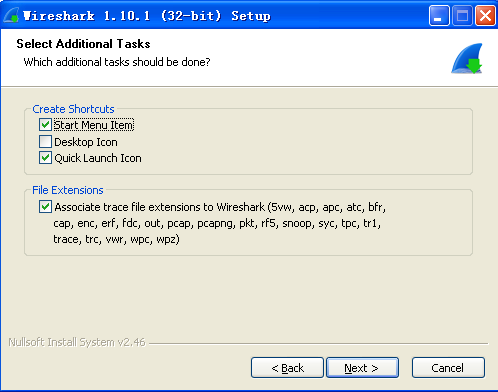 Wireshark 1.10.1 (32-bit) Setup
Select Additional Tasks
Which additional tasks should be done?
Create Shortcuts
Start Menu Item
Desktop Icon
Quick Launch Icon
File Extensions
Associate trace file extensions to Wireshark (5vw, acp, apc, atc, bfr,
cap, enc, erf, fdc, out, pcap, pcapng, pkt, rf5, snoop, syc, tpc, tr1,
trace, trc, vwr, wpc, wpz)
Nullsoft Install System v2.46
< Back
Next >
Cancel